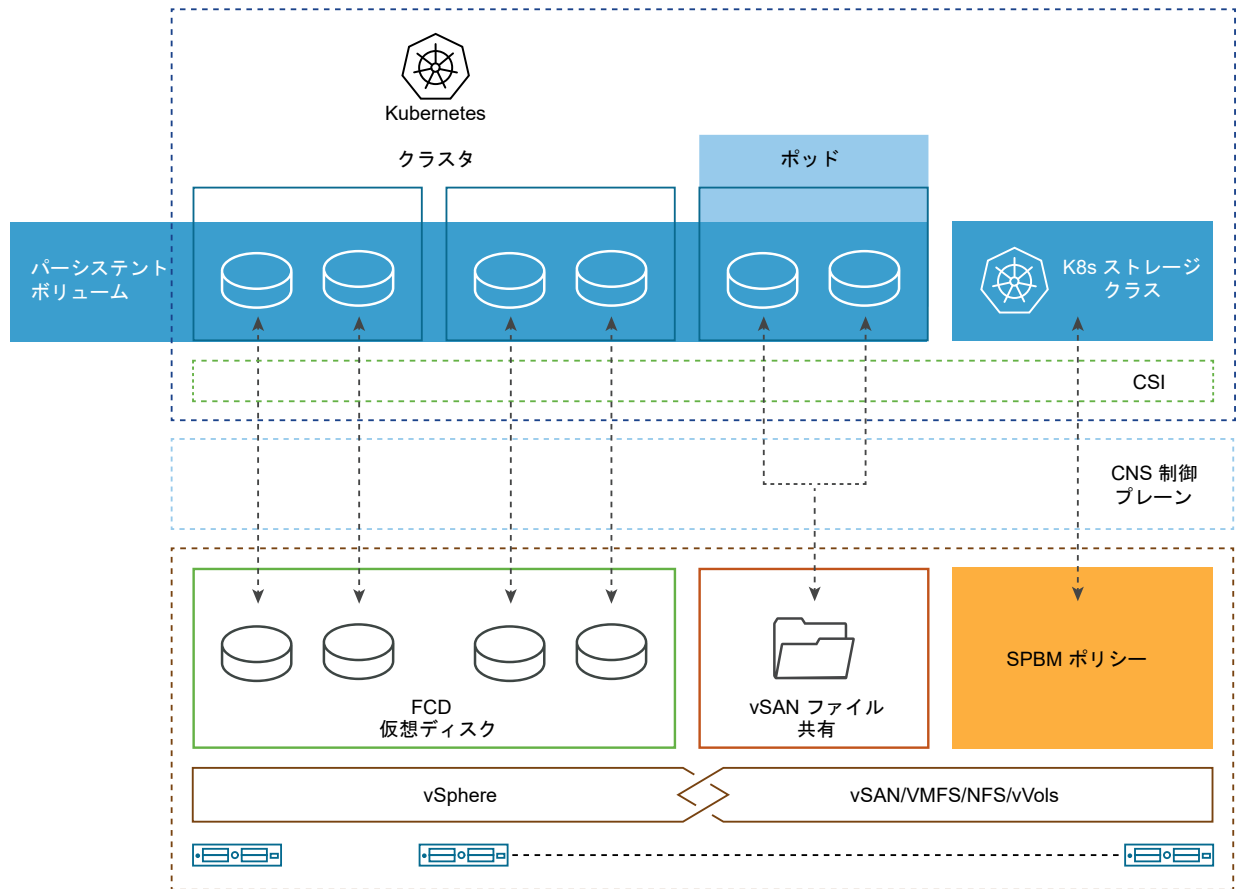 Kubernetes
クラスタ
ポッド
パーシステント
ボリューム
K8s ストレージ
クラス
CSI
CNS 制御
プレーン
FCD
仮想ディスク
vSAN ファイル
共有
SPBM ポリシー
vSphere
vSAN/VMFS/NFS/vVols